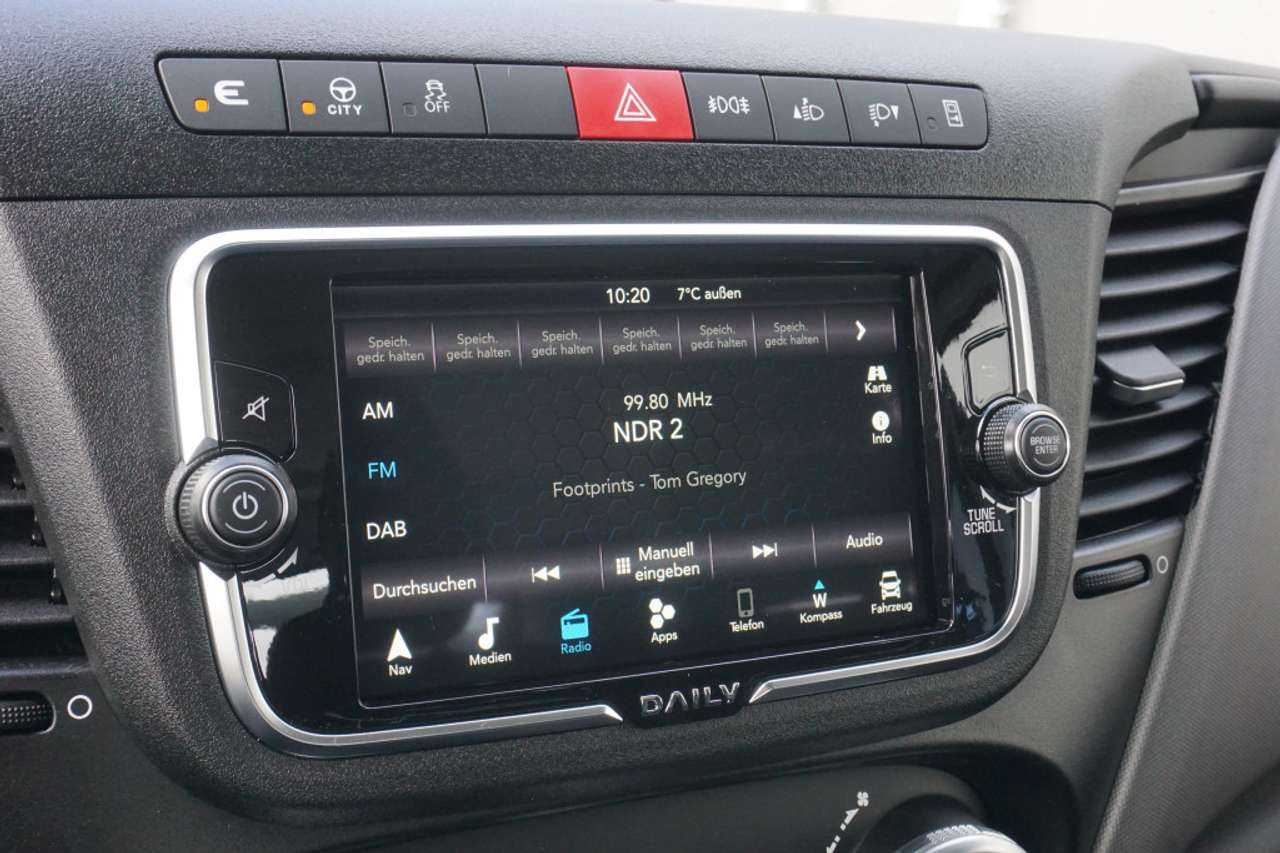 CITY
OFF
10:20 7°C außen
Speich. gedr. halten
Speich. gedr. halten
Speich. gedr. halten
Speich. gedr. halten
Speich. gedr. halten
Speich. gedr. halten
Karte
Info
AM
FM
DAB
99.80 MHz
NDR 2
Footprints - Tom Gregory
BROWSE
ENTER
TUNE
SCROLL
Durchsuchen
Manuell
eingeben
Audio
Nav
Medien
Radio
Apps
Telefon
W
Kompass
Fahrzeug
DAILY